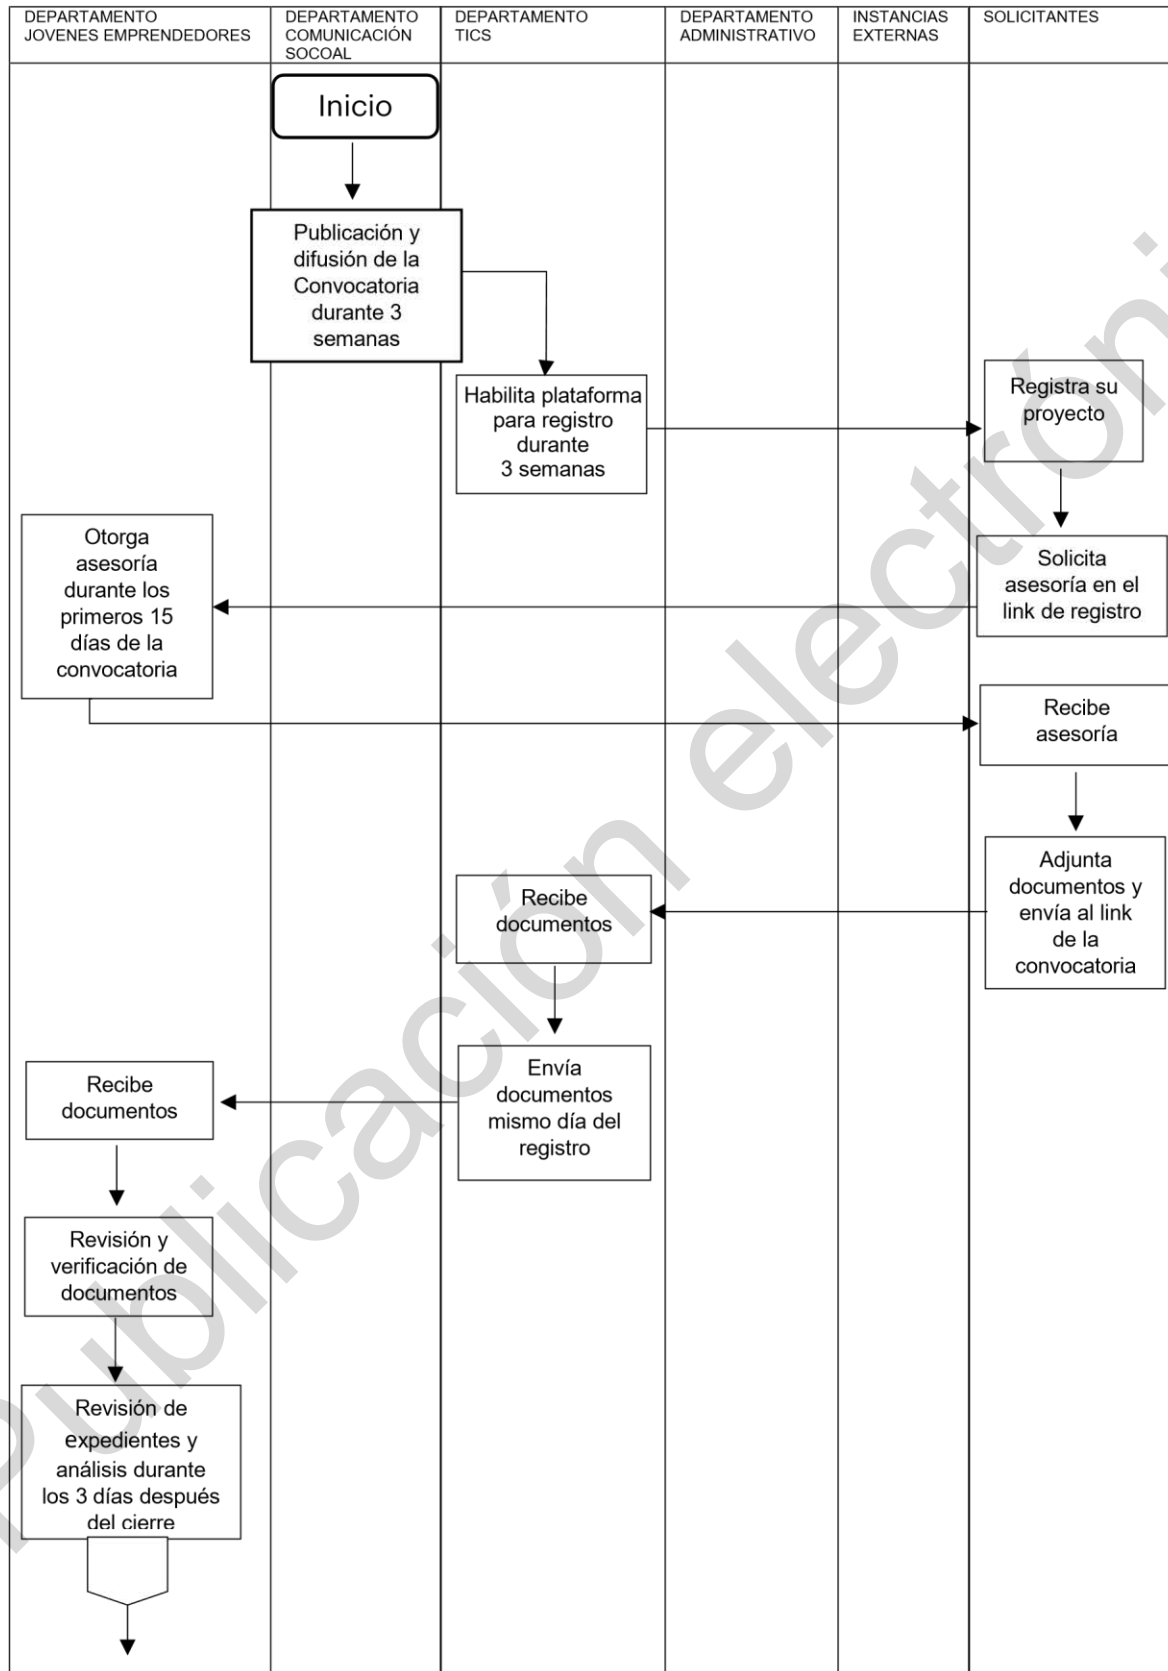 DEPARTAMENTO
JOVENES EMPRENDEDORES
DEPARTAMENTO
COMUNICACIÓN
SOCOAL
DEPARTAMENTO
TICS
DEPARTAMENTO
ADMINISTRATIVO
INSTANCIAS
EXTERNAS
SOLICITANTES
Inicio
Publicación y
difusión de la
Convocatoria
durante 3
semanas
Habilita plataforma
para registro
durante
3 semanas
Registra su
proyecto
Otorga
asesoría
durante los
primeros 15
días de la
convocatoria
Solicita
asesoría en el
link de registro
Recibe
asesoría
Adjunta
documentos y
envía al link
de la
convocatoria
Recibe
documentos
Envía
documentos
mismo día del
registro
Recibe
documentos
Revisión y
verificación de
documentos
Revisión de
expedientes y
análisis durante
los 3 días después
del cierre
Publicación electróni